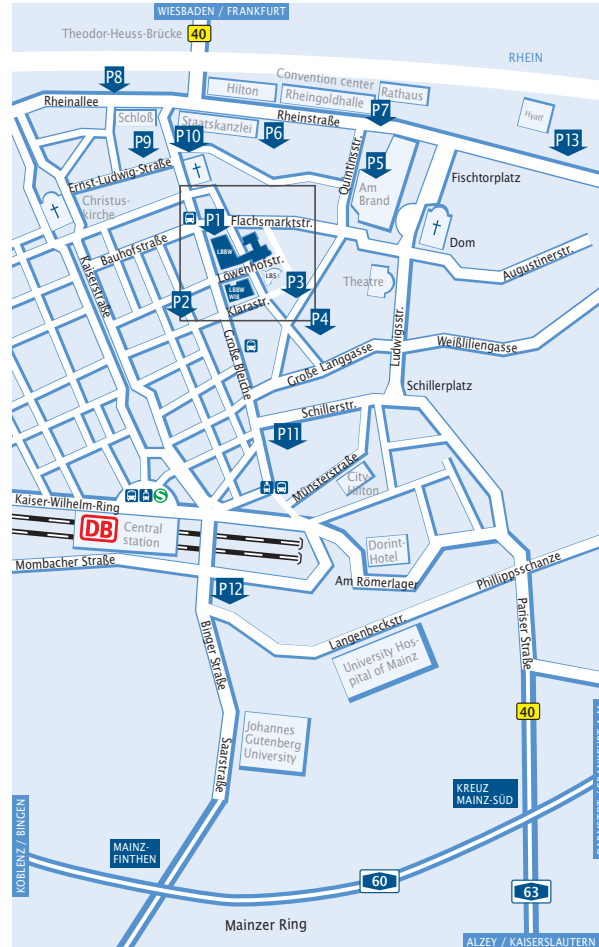 WIESBADEN / FRANKFURT
Theodor-Heuss-Brücke
40
RHEIN
P8
Convention center
Hilton
Rheingoldhalle
Rathaus
Rheinallee
Schloß
Staatskanzlei
Rheinstraße
P7
Hyatt
P9
P10
P6
P13
Ernst-Ludwig-Straße
Quintinsstr.
P5
Am
Brand
Fischtorplatz
Christus-
kirche
P1
Flachsmarktstr.
Bauhofstraße
LBBW
Dom
Kaiserstraße
Löwenhofstr.
LBS
Theatre
Augustinerstr.
P2
LBBW
WIB
P3
Klarastr.
P4
Große Bleiche
Ludwigsstr.
Weißliliengasse
Große Langgasse
Schillerplatz
Schillerstr.
P11
Münsterstraße
City
Hilton
S
Kaiser-Wilhelm-Ring
DB
Central
station
Dorint-
Hotel
Mombacher Straße
Am Römerlager
Philippsschanze
P12
Langenbeckstr.
Pariser Straße
Binger Straße
University Hos-
pital of Mainz
40
Johannes
Gutenberg
University
Saarstraße
KREUZ
MAINZ-SÜD
KOBLENZ / BINGEN
MAINZ-
FINTHEN
60
63
Mainzer Ring
ALZEY / KAISERSLAUTERN